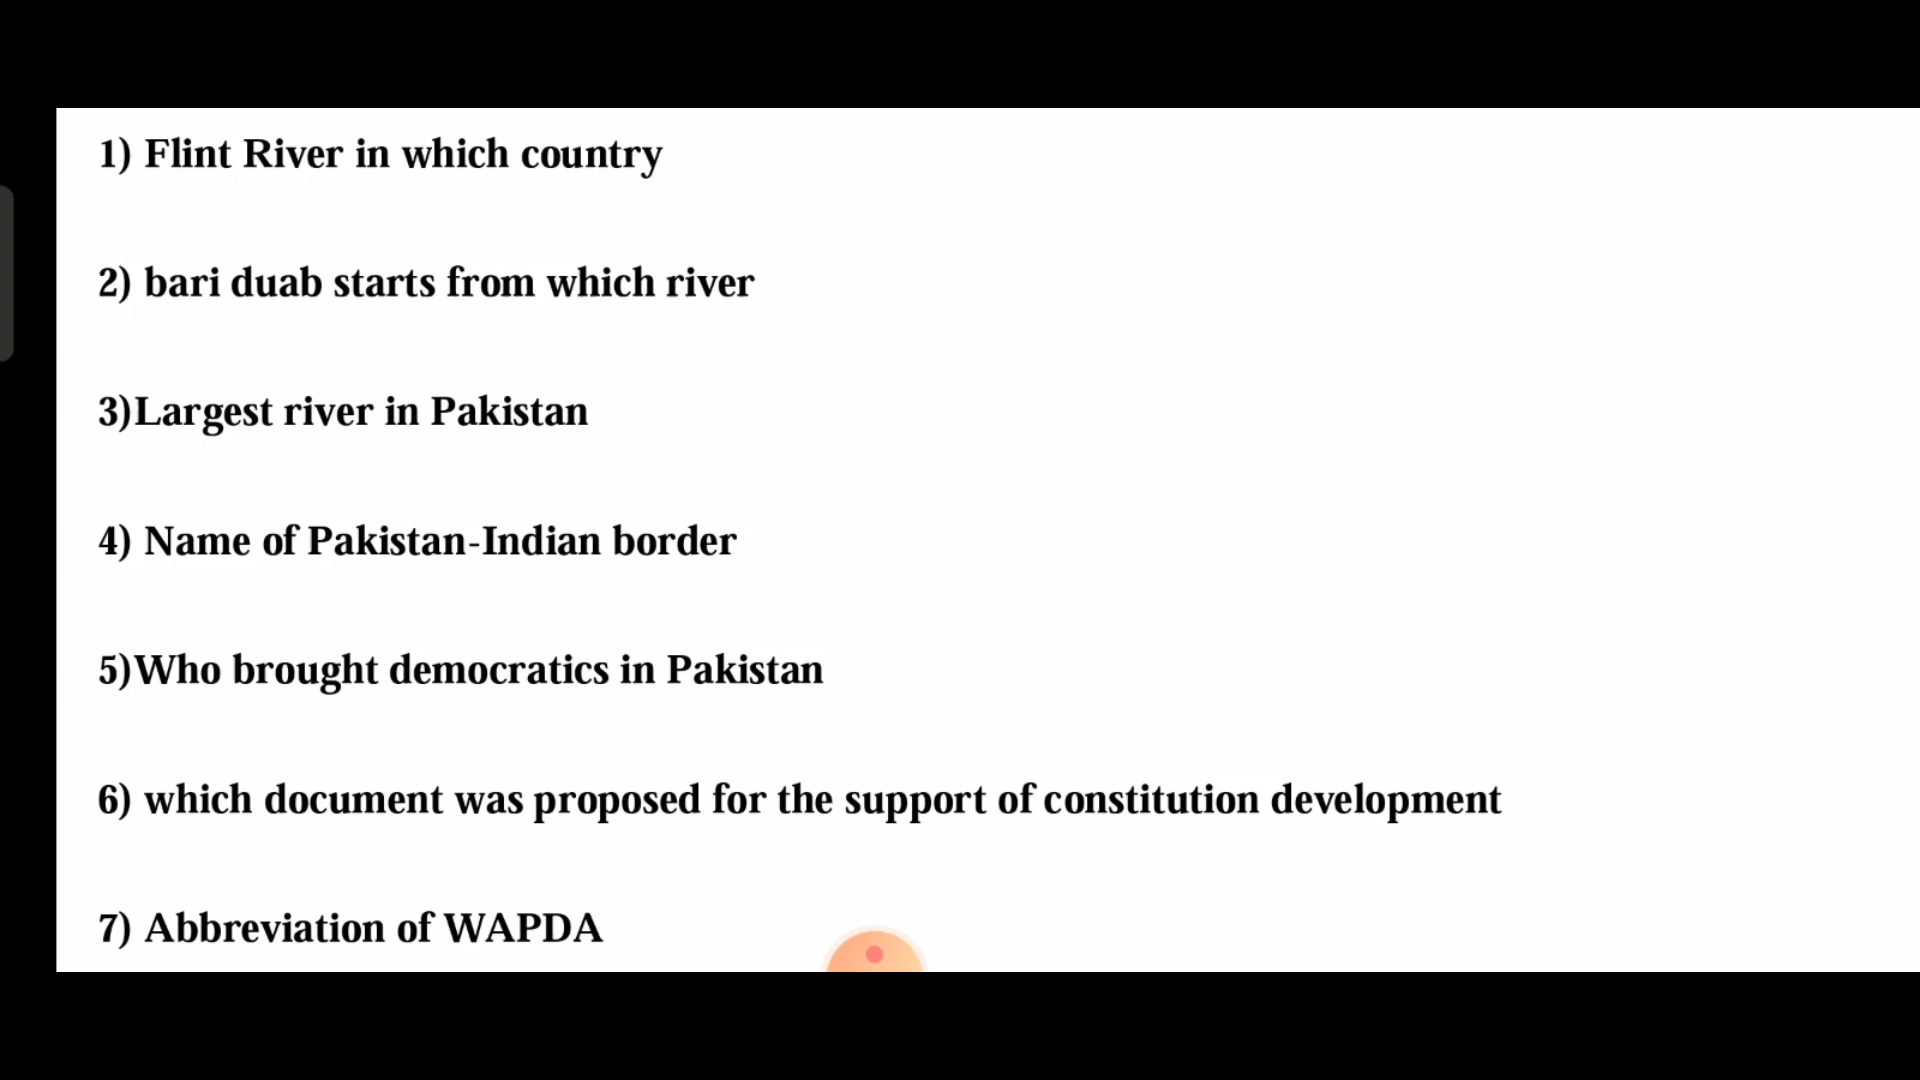 1) Flint River in which country
2) bari duab starts from which river
3)Largest river in Pakistan
4) Name of Pakistan-Indian border
5)Who brought democratics in Pakistan
6) which document was proposed for the support of constitution development
7) Abbreviation of WAPDA